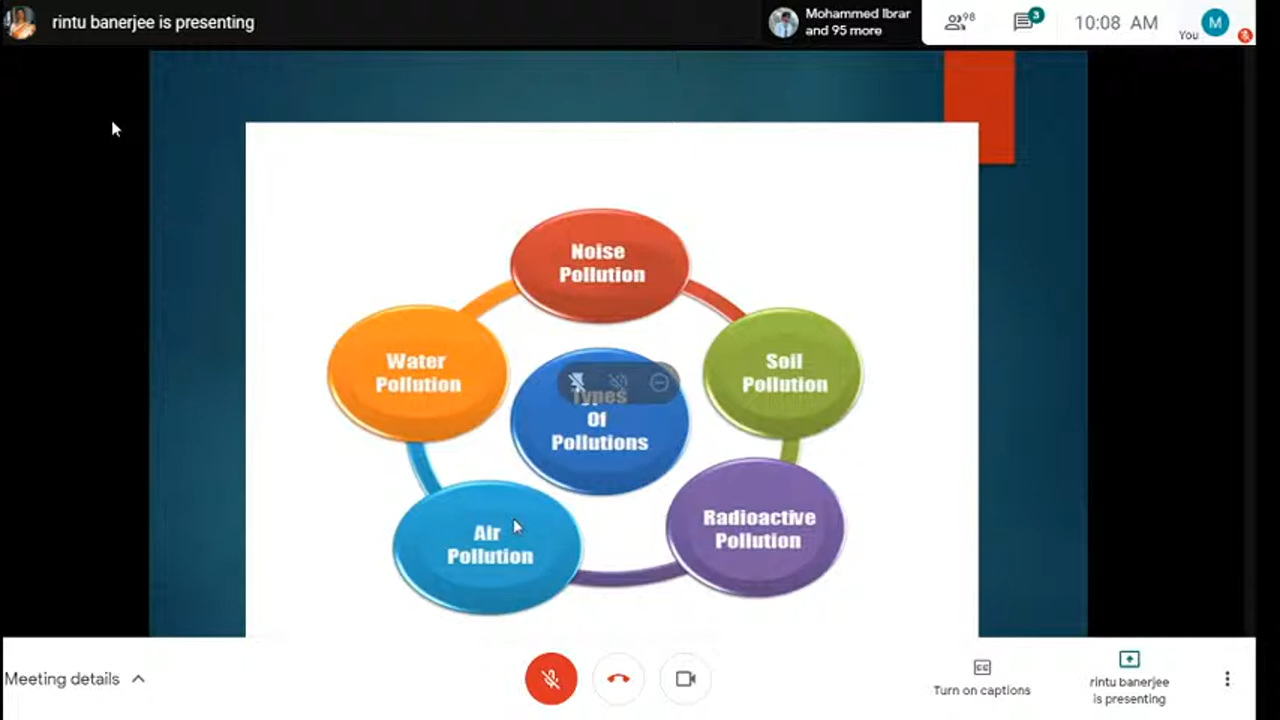 rintu banerjee is presenting
Mohammed Ibrar
and 95 more
98
3
10:08 AM
You
M
Noise
Pollution
Water
Pollution
Soil
Pollution
Types
Of
Pollutions
Radioactive
Pollution
Air
Pollution
Meeting details
CC
Turn on captions
rintu banerjee
is presenting